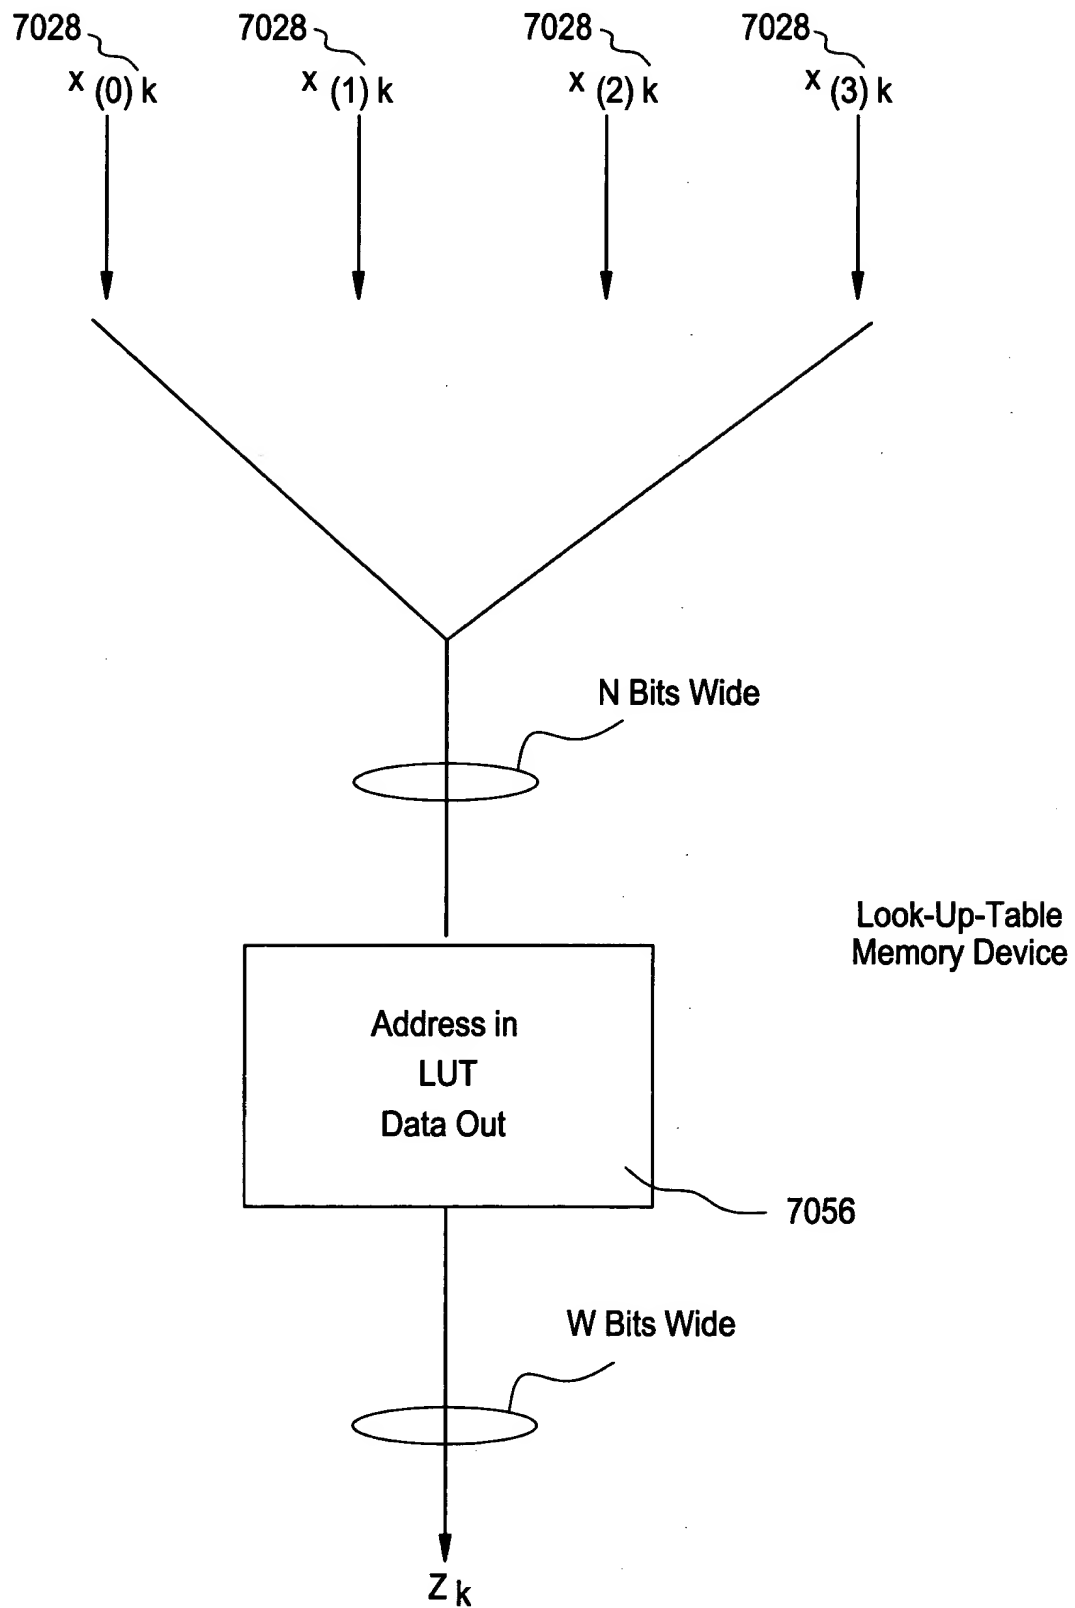 7028 7028 7028 7028
x (0) k x (1) k x (2) k x (3) k
N Bits Wide
Look-Up-Table
Memory Device
Address in
LUT
Data Out
7056
W Bits Wide
Z k